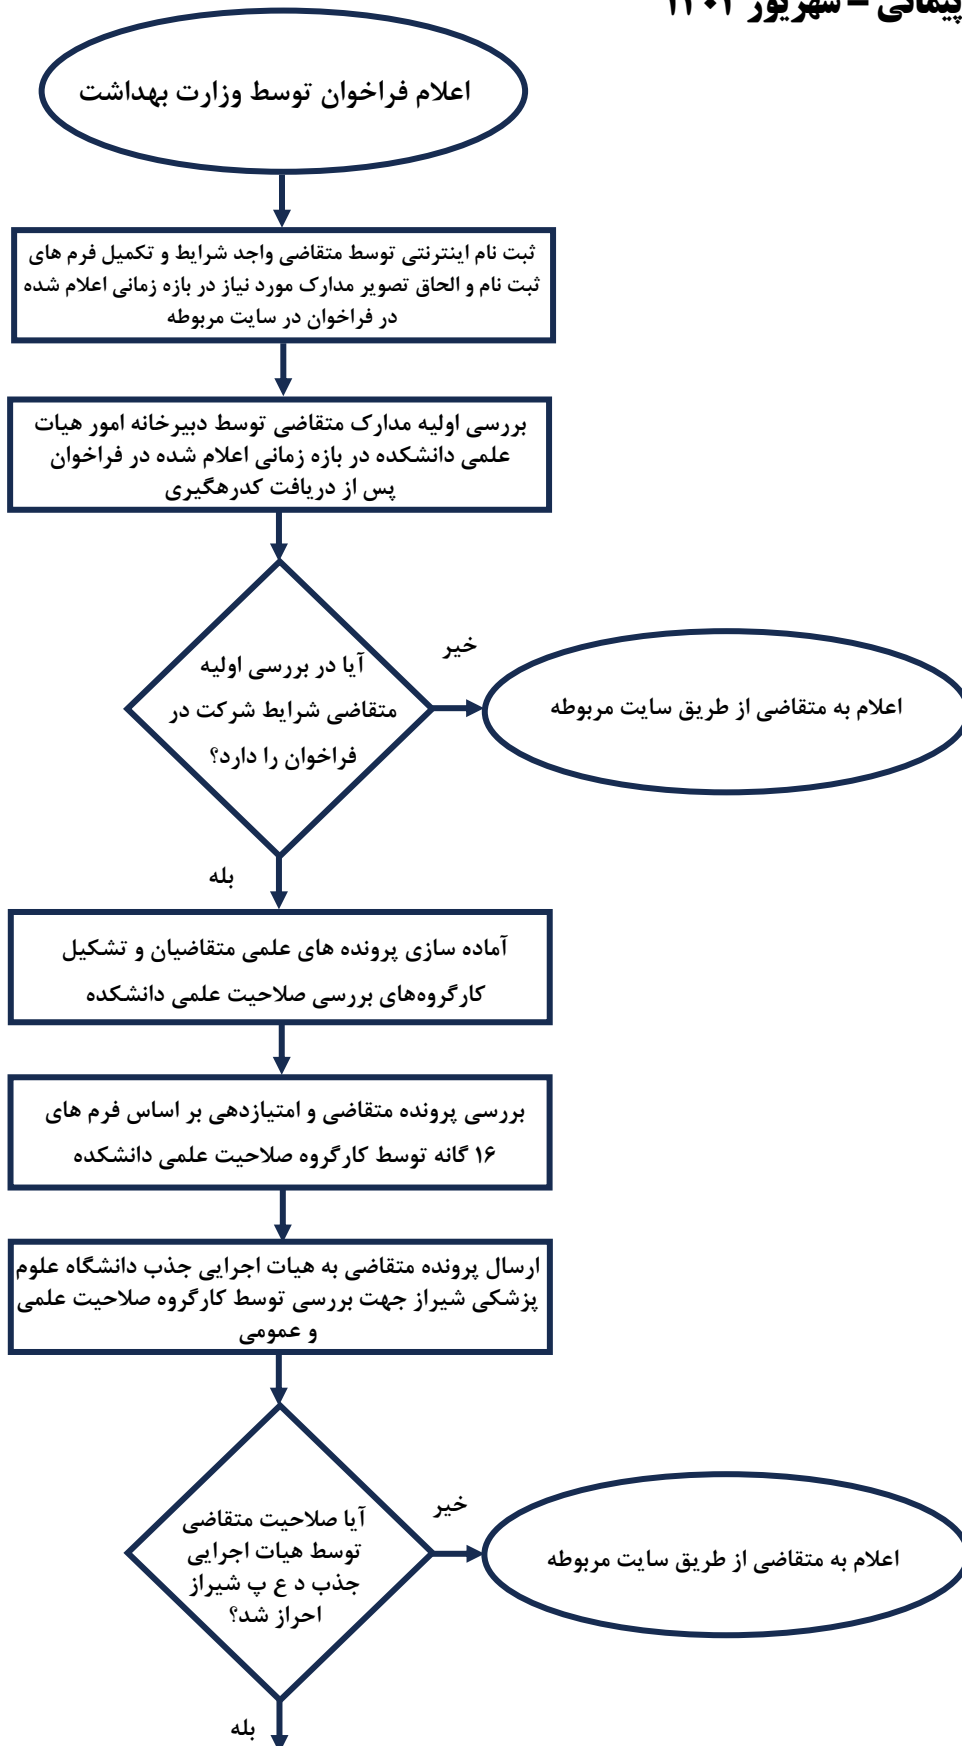 پیمانی – شهریور ۱۴۰۲
اعلام فراخوان توسط وزارت بهداشت
ثبت نام اینترنتی توسط متقاضی واجد شرایط و تکمیل فرم های
ثبت نام و الحاق تصویر مدارک مورد نیاز در بازه زمانی اعلام شده
در فراخوان در سایت مربوطه
بررسی اولیه مدارک متقاضی توسط دبیرخانه امور هیات
علمی دانشکده در بازه زمانی اعلام شده در فراخوان
پس از دریافت کدرهگیری
آیا در بررسی اولیه
متقاضی شرایط شرکت در
فراخوان را دارد؟
خیر
اعلام به متقاضی از طریق سایت مربوطه
بله
آماده سازی پرونده های علمی متقاضیان و تشکیل
کارگروه‌های بررسی صلاحیت علمی دانشکده
بررسی پرونده متقاضی و امتیازدهی بر اساس فرم های
۱۶ گانه توسط کارگروه صلاحیت علمی دانشکده
ارسال پرونده متقاضی به هیات اجرایی جذب دانشگاه علوم
پزشکی شیراز جهت بررسی توسط کارگروه صلاحیت علمی
و عمومی
آیا صلاحیت متقاضی
توسط هیات اجرایی
جذب د ع پ شیراز
احراز شد؟
خیر
اعلام به متقاضی از طریق سایت مربوطه
بله